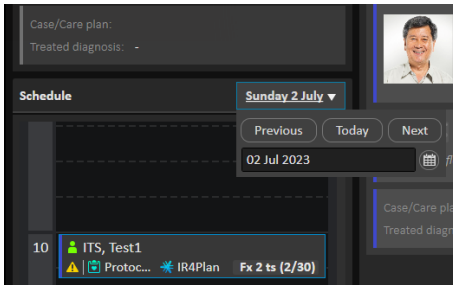 Case/Care plan:
Treated diagnosis: -
Schedule
Sunday 2 July ▼
Previous
Today
Next
02 Jul 2023
10
ITS, Test1
Protoc...
IR4Plan
Fx 2 ts (2/30)
Case/Care pla
Treated diagn